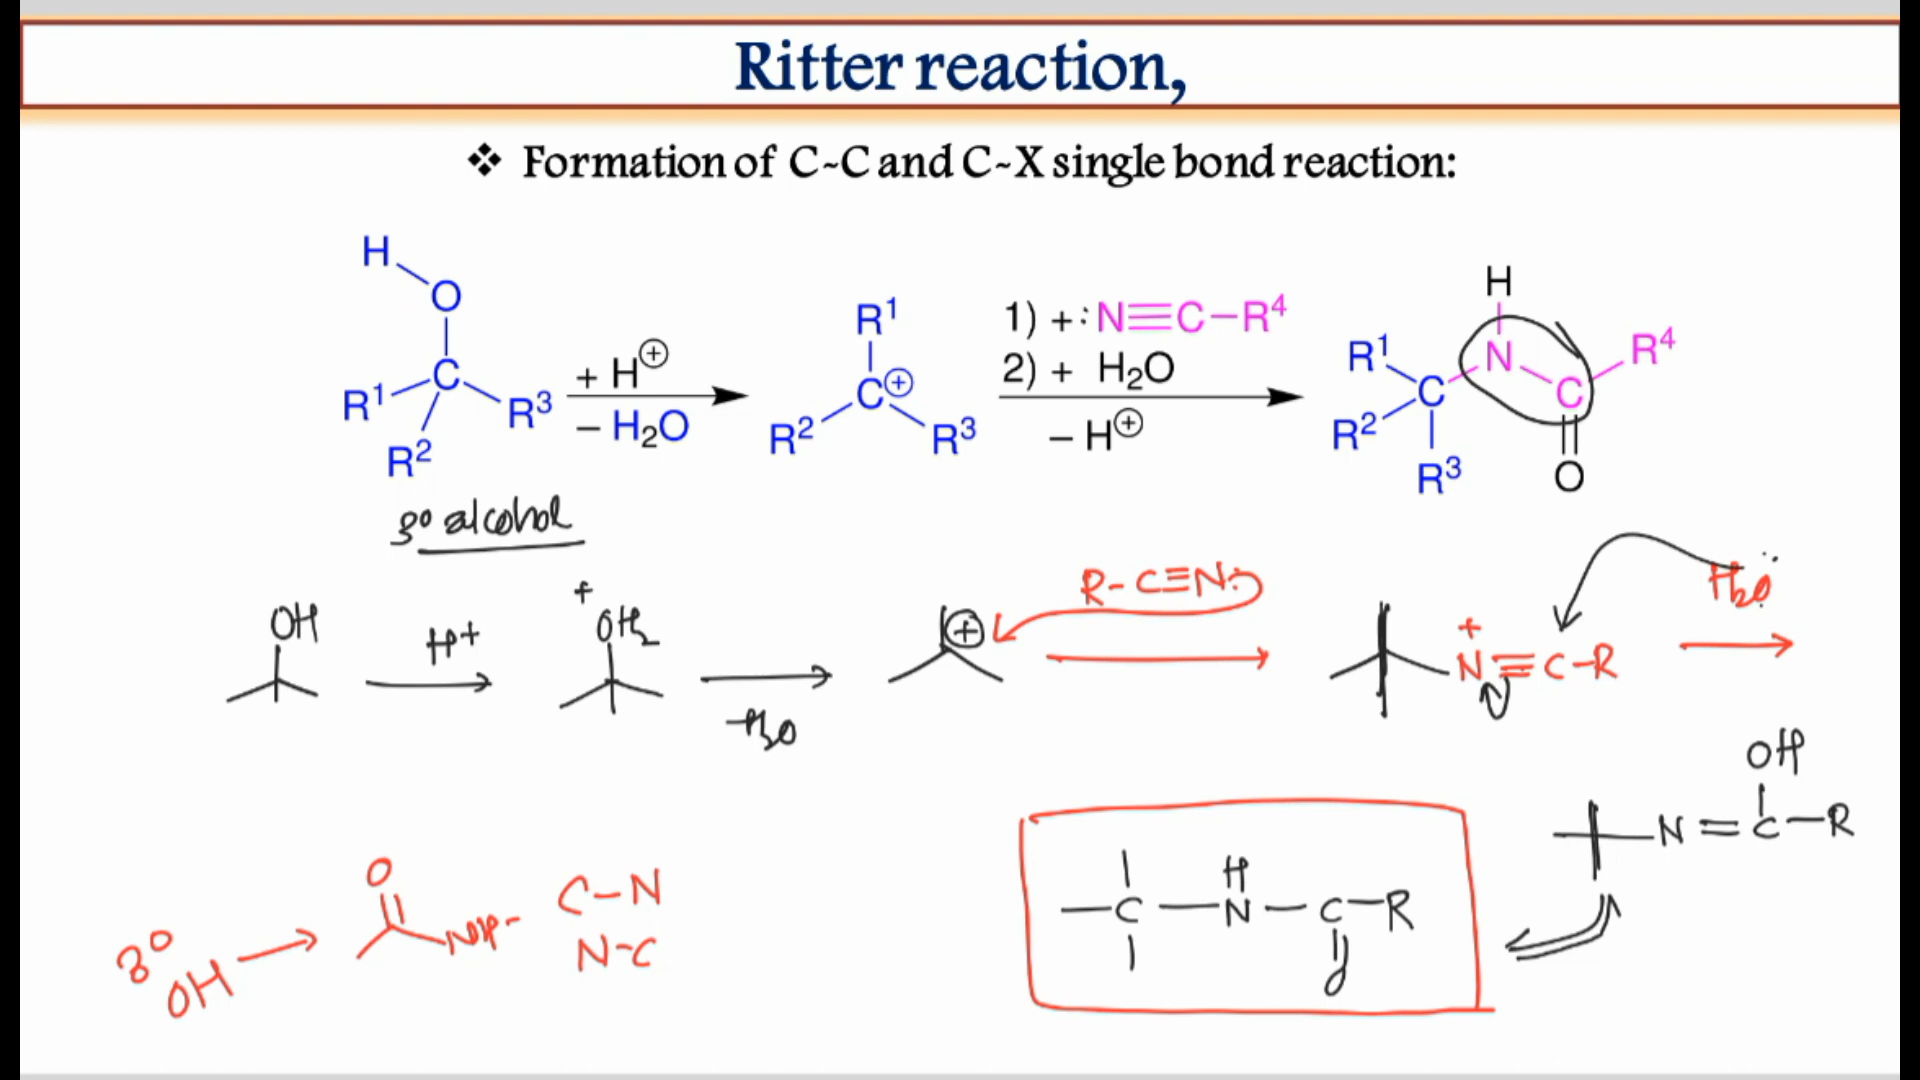 Ritter reaction,
❖ Formation of C-C and C-X single bond reaction:
H
O
C
R¹
R²
R³
+ H⊕
− H₂O
R¹
C⊕
R²
R³
1) + :N≡C−R⁴
2) + H₂O
− H⊕
H
R¹
N
R⁴
C
C
R²
R³
O
3° alcohol
OH
H⁺
+
OH₂
-H₂O
⊕
R-C≡N:
+
N≡C-R
H₂O
OH
N=C-R
H
-C-N-C-R
O
C-N
N-C
3°
OH